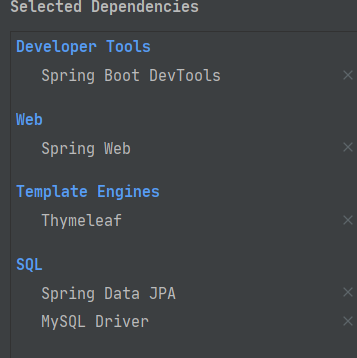 Selected Dependencies
Developer Tools
Spring Boot DevTools
Web
Spring Web
Template Engines
Thymeleaf
SQL
Spring Data JPA
MySQL Driver